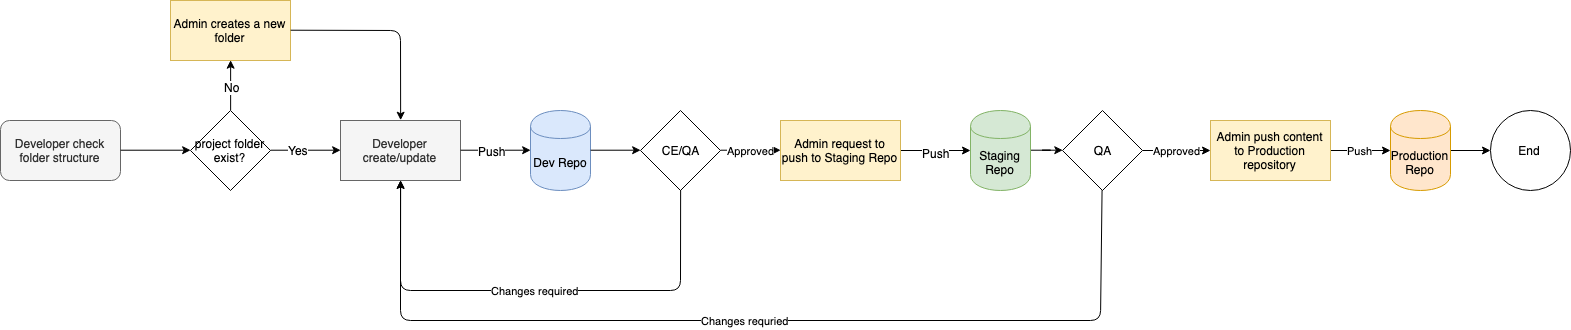 Admin creates a new
folder
No
Developer check
folder structure
project folder
exist?
Yes
Developer
create/update
Push
Dev Repo
CE/QA
Approved
Admin request to
push to Staging Repo
Push
Staging
Repo
QA
Approved
Admin push content
to Production
repository
Push
Production
Repo
End
Changes required
Changes requried